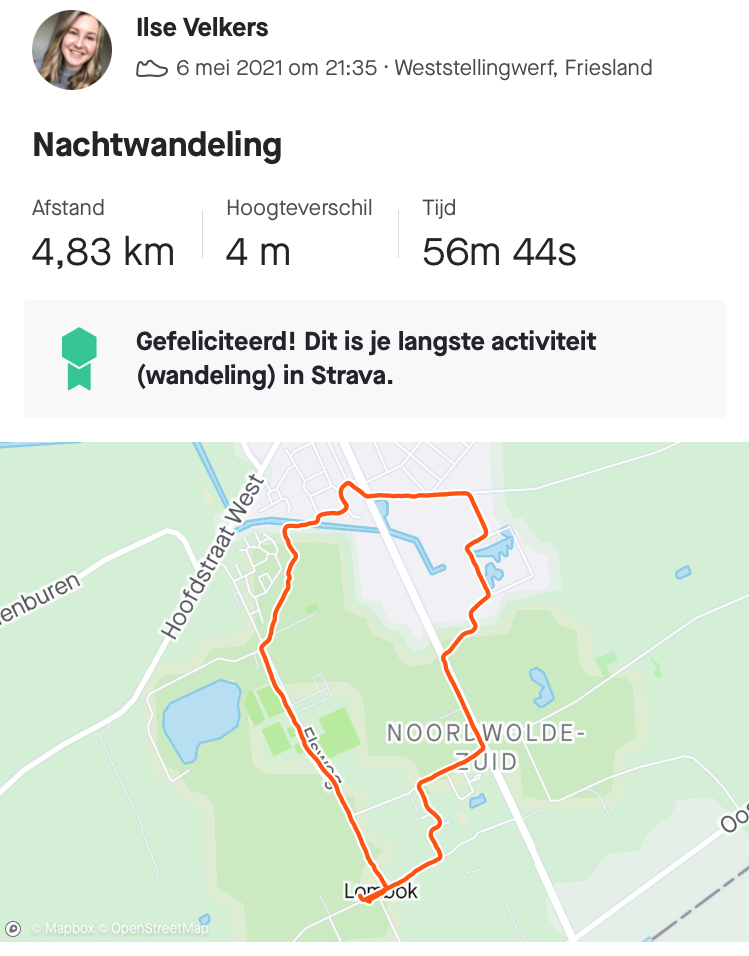 Ilse Velkers
6 mei 2021 om 21:35 · Weststellingwerf, Friesland
Nachtwandeling
Afstand
Hoogteverschil
Tijd
4,83 km
4 m
56m 44s
Gefeliciteerd! Dit is je langste activiteit
(wandeling) in Strava.
Hoofdstraat West
enburen
Elsweg
NOORDWOLDE-
ZUID
Oos
Lombok
© Mapbox © OpenStreetMap